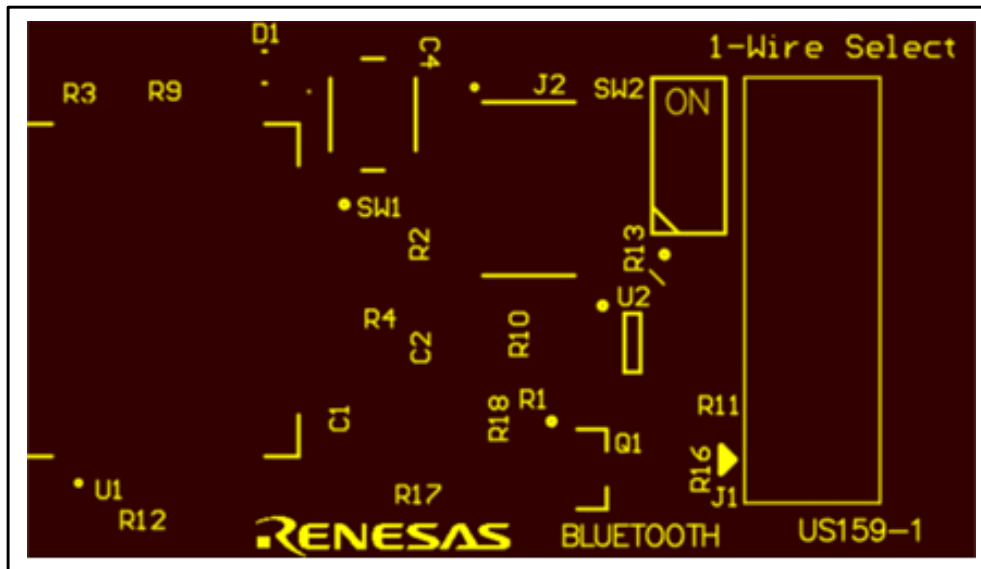 D1
C4
1-Wire Select
R3
R9
J2
SW2
ON
SW1
R2
R13
U2
R4
C2
R10
R1
R18
C1
R11
Q1
R16
U1
J1
R17
R12
RENESAS
BLUETOOTH
US159-1